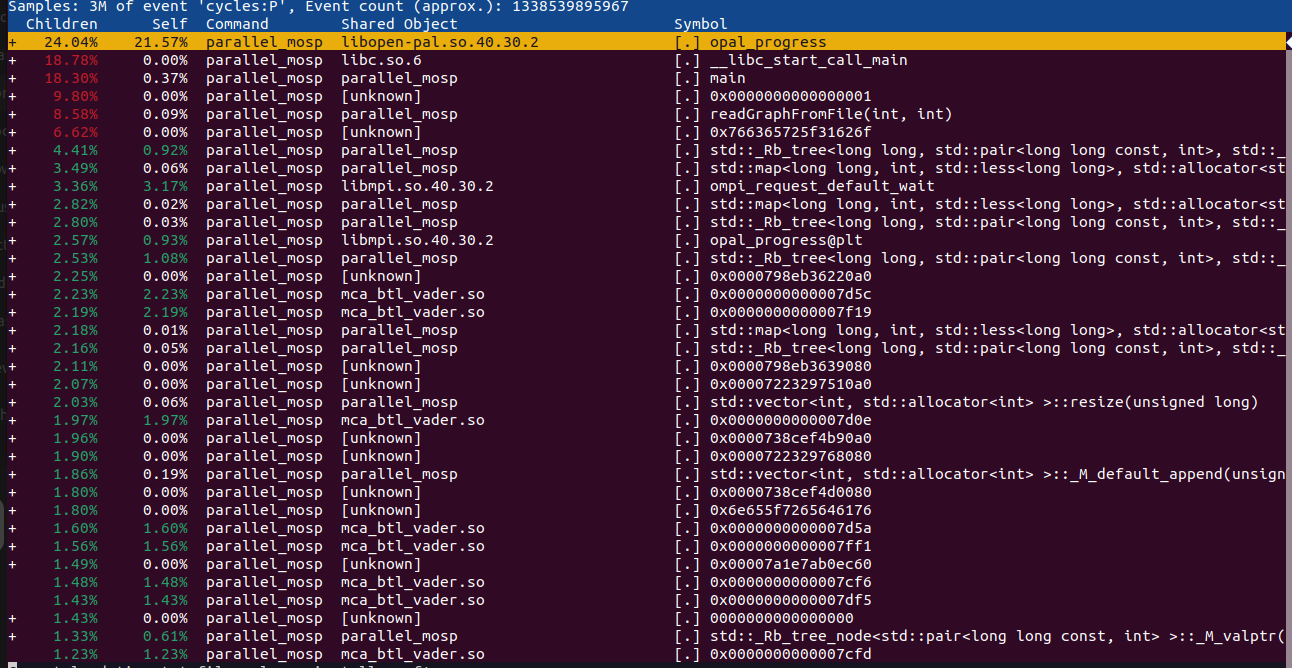 Samples: 3M of event 'cycles:P', Event count (approx.): 1338539895967
Children Self Command Shared Object Symbol
+ 24.04% 21.57% parallel_mosp libopen-pal.so.40.30.2 [.] opal_progress
+ 18.78% 0.00% parallel_mosp libc.so.6 [.] __libc_start_call_main
+ 18.30% 0.37% parallel_mosp parallel_mosp [.] main
+ 9.80% 0.00% parallel_mosp [unknown] [.] 0x0000000000000001
+ 8.58% 0.09% parallel_mosp parallel_mosp [.] readGraphFromFile(int, int)
+ 6.62% 0.00% parallel_mosp [unknown] [.] 0x766365725f31626f
+ 4.41% 0.92% parallel_mosp parallel_mosp [.] std::_Rb_tree<long long, std::pair<long long const, int>, std::_
+ 3.49% 0.06% parallel_mosp parallel_mosp [.] std::map<long long, int, std::less<long long>, std::allocator<st
+ 3.36% 3.17% parallel_mosp libmpi.so.40.30.2 [.] ompi_request_default_wait
+ 2.82% 0.02% parallel_mosp parallel_mosp [.] std::map<long long, int, std::less<long long>, std::allocator<st
+ 2.80% 0.03% parallel_mosp parallel_mosp [.] std::_Rb_tree<long long, std::pair<long long const, int>, std::_
+ 2.57% 0.93% parallel_mosp libmpi.so.40.30.2 [.] opal_progress@plt
+ 2.53% 1.08% parallel_mosp parallel_mosp [.] std::_Rb_tree<long long, std::pair<long long const, int>, std::_
+ 2.25% 0.00% parallel_mosp [unknown] [.] 0x0000798eb36220a0
+ 2.23% 2.23% parallel_mosp mca_btl_vader.so [.] 0x0000000000007d5c
+ 2.19% 2.19% parallel_mosp mca_btl_vader.so [.] 0x0000000000007f19
+ 2.18% 0.01% parallel_mosp parallel_mosp [.] std::map<long long, int, std::less<long long>, std::allocator<st
+ 2.16% 0.05% parallel_mosp parallel_mosp [.] std::_Rb_tree<long long, std::pair<long long const, int>, std::_
+ 2.11% 0.00% parallel_mosp [unknown] [.] 0x0000798eb3639080
+ 2.07% 0.00% parallel_mosp [unknown] [.] 0x00007223297510a0
+ 2.03% 0.06% parallel_mosp parallel_mosp [.] std::vector<int, std::allocator<int> >::resize(unsigned long)
+ 1.97% 1.97% parallel_mosp mca_btl_vader.so [.] 0x0000000000007d0e
+ 1.96% 0.00% parallel_mosp [unknown] [.] 0x0000738cef4b90a0
+ 1.90% 0.00% parallel_mosp [unknown] [.] 0x0000722329768080
+ 1.86% 0.19% parallel_mosp parallel_mosp [.] std::vector<int, std::allocator<int> >::_M_default_append(unsign
+ 1.80% 0.00% parallel_mosp [unknown] [.] 0x0000738cef4d0080
+ 1.80% 0.00% parallel_mosp [unknown] [.] 0x6e655f7265646176
+ 1.60% 1.60% parallel_mosp mca_btl_vader.so [.] 0x0000000000007d5a
+ 1.56% 1.56% parallel_mosp mca_btl_vader.so [.] 0x0000000000007ff1
+ 1.49% 0.00% parallel_mosp [unknown] [.] 0x00007a1e7ab0ec60
1.48% 1.48% parallel_mosp mca_btl_vader.so [.] 0x0000000000007cf6
1.43% 1.43% parallel_mosp mca_btl_vader.so [.] 0x0000000000007df5
+ 1.43% 0.00% parallel_mosp [unknown] [.] 0000000000000000
+ 1.33% 0.61% parallel_mosp parallel_mosp [.] std::_Rb_tree_node<std::pair<long long const, int> >::_M_valptr(
1.23% 1.23% parallel_mosp mca_btl_vader.so [.] 0x0000000000007cfd